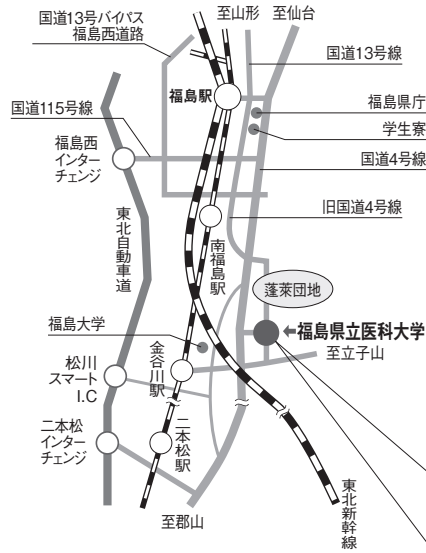 国道13号バイパス
福島西道路
至山形
至仙台
国道13号線
福島駅
福島県庁
学生寮
国道115号線
国道4号線
福島西
インター
チェンジ
旧国道4号線
東北自動車道
南福島駅
蓬萊団地
福島大学
←福島県立医科大学
金谷川駅
至立子山
松川
スマート
I.C
二本松
インター
チェンジ
二本松駅
東北新幹線
至郡山